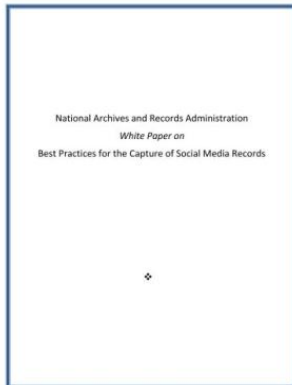 National Archives and Records Administration
White Paper on
Best Practices for the Capture of Social Media Records